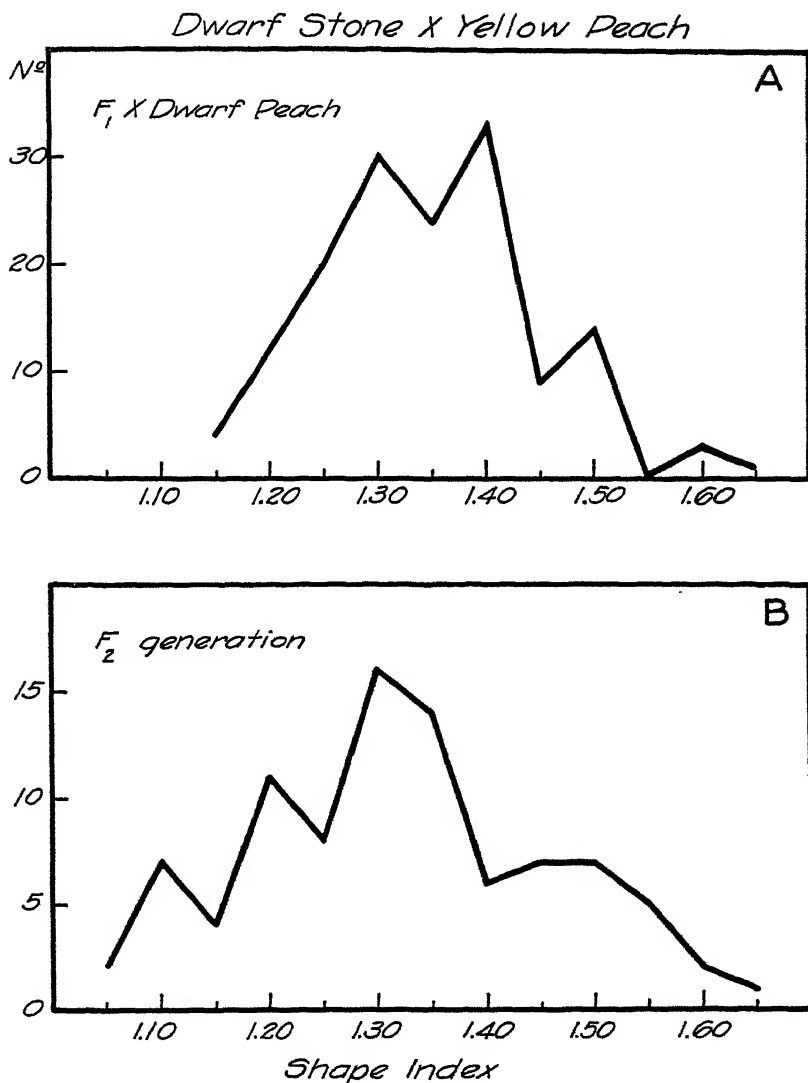 Dwarf Stone X Yellow Peach
Nº
A
F₁ X Dwarf Peach
30
20
10
0
1.10 1.20 1.30 1.40 1.50 1.60
B
F₂ generation
15
10
5
0
1.10 1.20 1.30 1.40 1.50 1.60
Shape Index